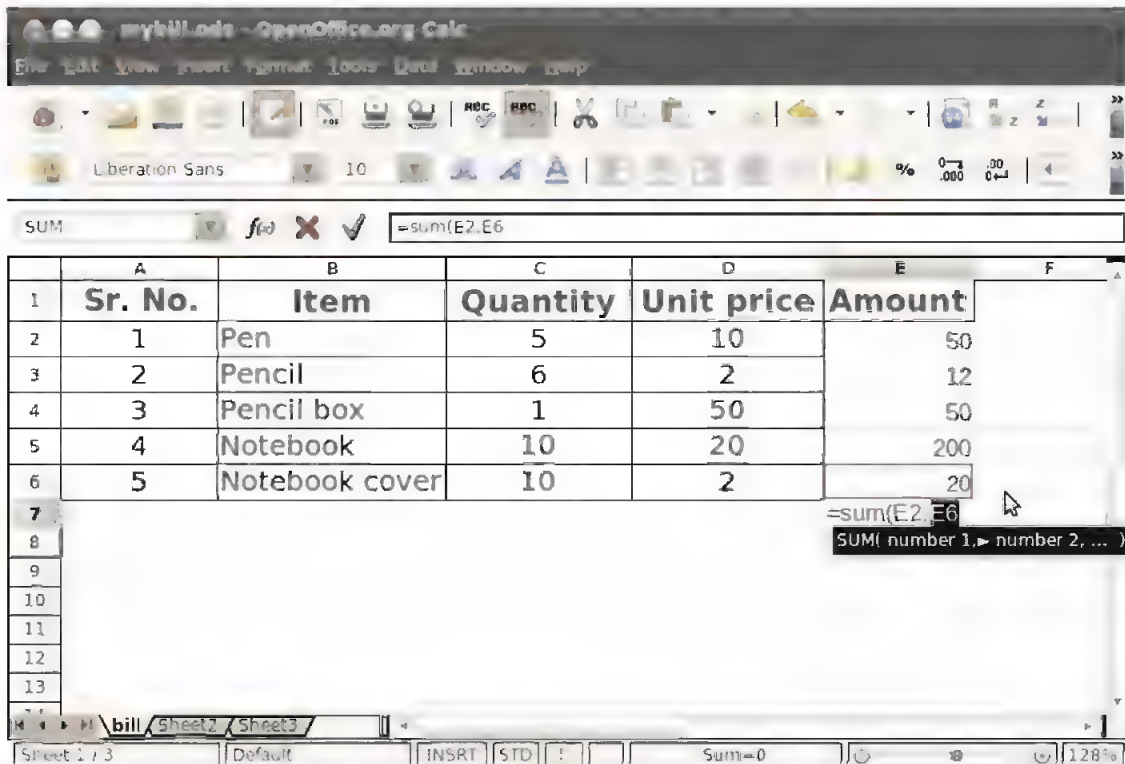 mybill.ods - OpenOffice.org Calc
File Edit View Insert Format Tools Data Window Help
Liberation Sans 10
SUM f(x) =sum(E2,E6
A B C D E F
1 Sr. No. Item Quantity Unit price Amount
2 1 Pen 5 10 50
3 2 Pencil 6 2 12
4 3 Pencil box 1 50 50
5 4 Notebook 10 20 200
6 5 Notebook cover 10 2 20
7 =sum(E2,E6
8 SUM( number 1,► number 2, ... )
9
10
11
12
13
bill Sheet2 Sheet3
Sheet 1 / 3 Default INSRT STD Sum=0 128%